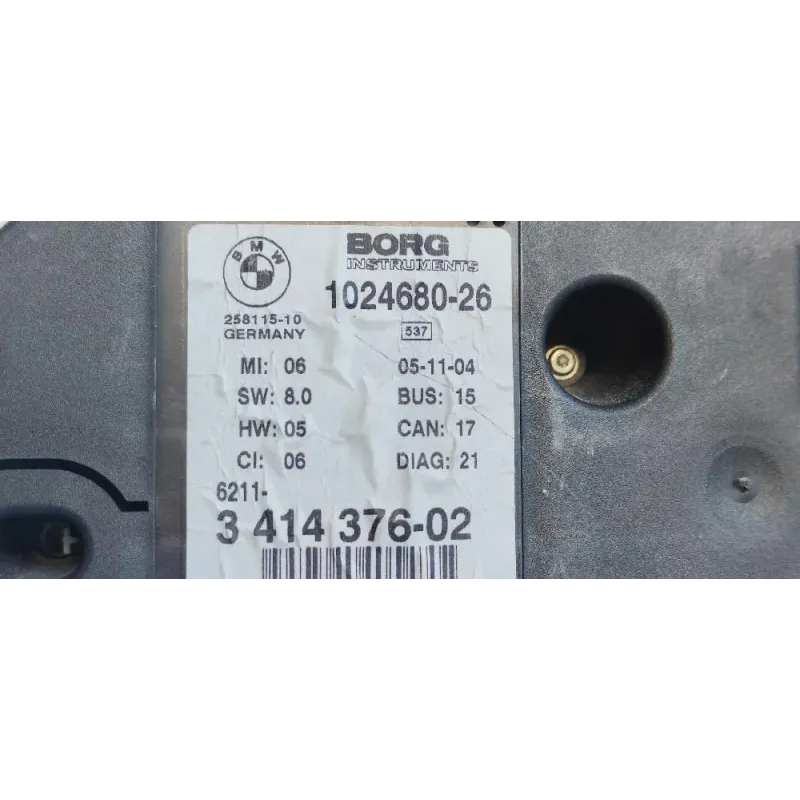 BMW
BORG
INSTRUMENTS
1024680-26
258115-10
GERMANY
537
MI: 06 05-11-04
SW: 8.0 BUS: 15
HW: 05 CAN: 17
CI: 06 DIAG: 21
6211-
3 414 376-02